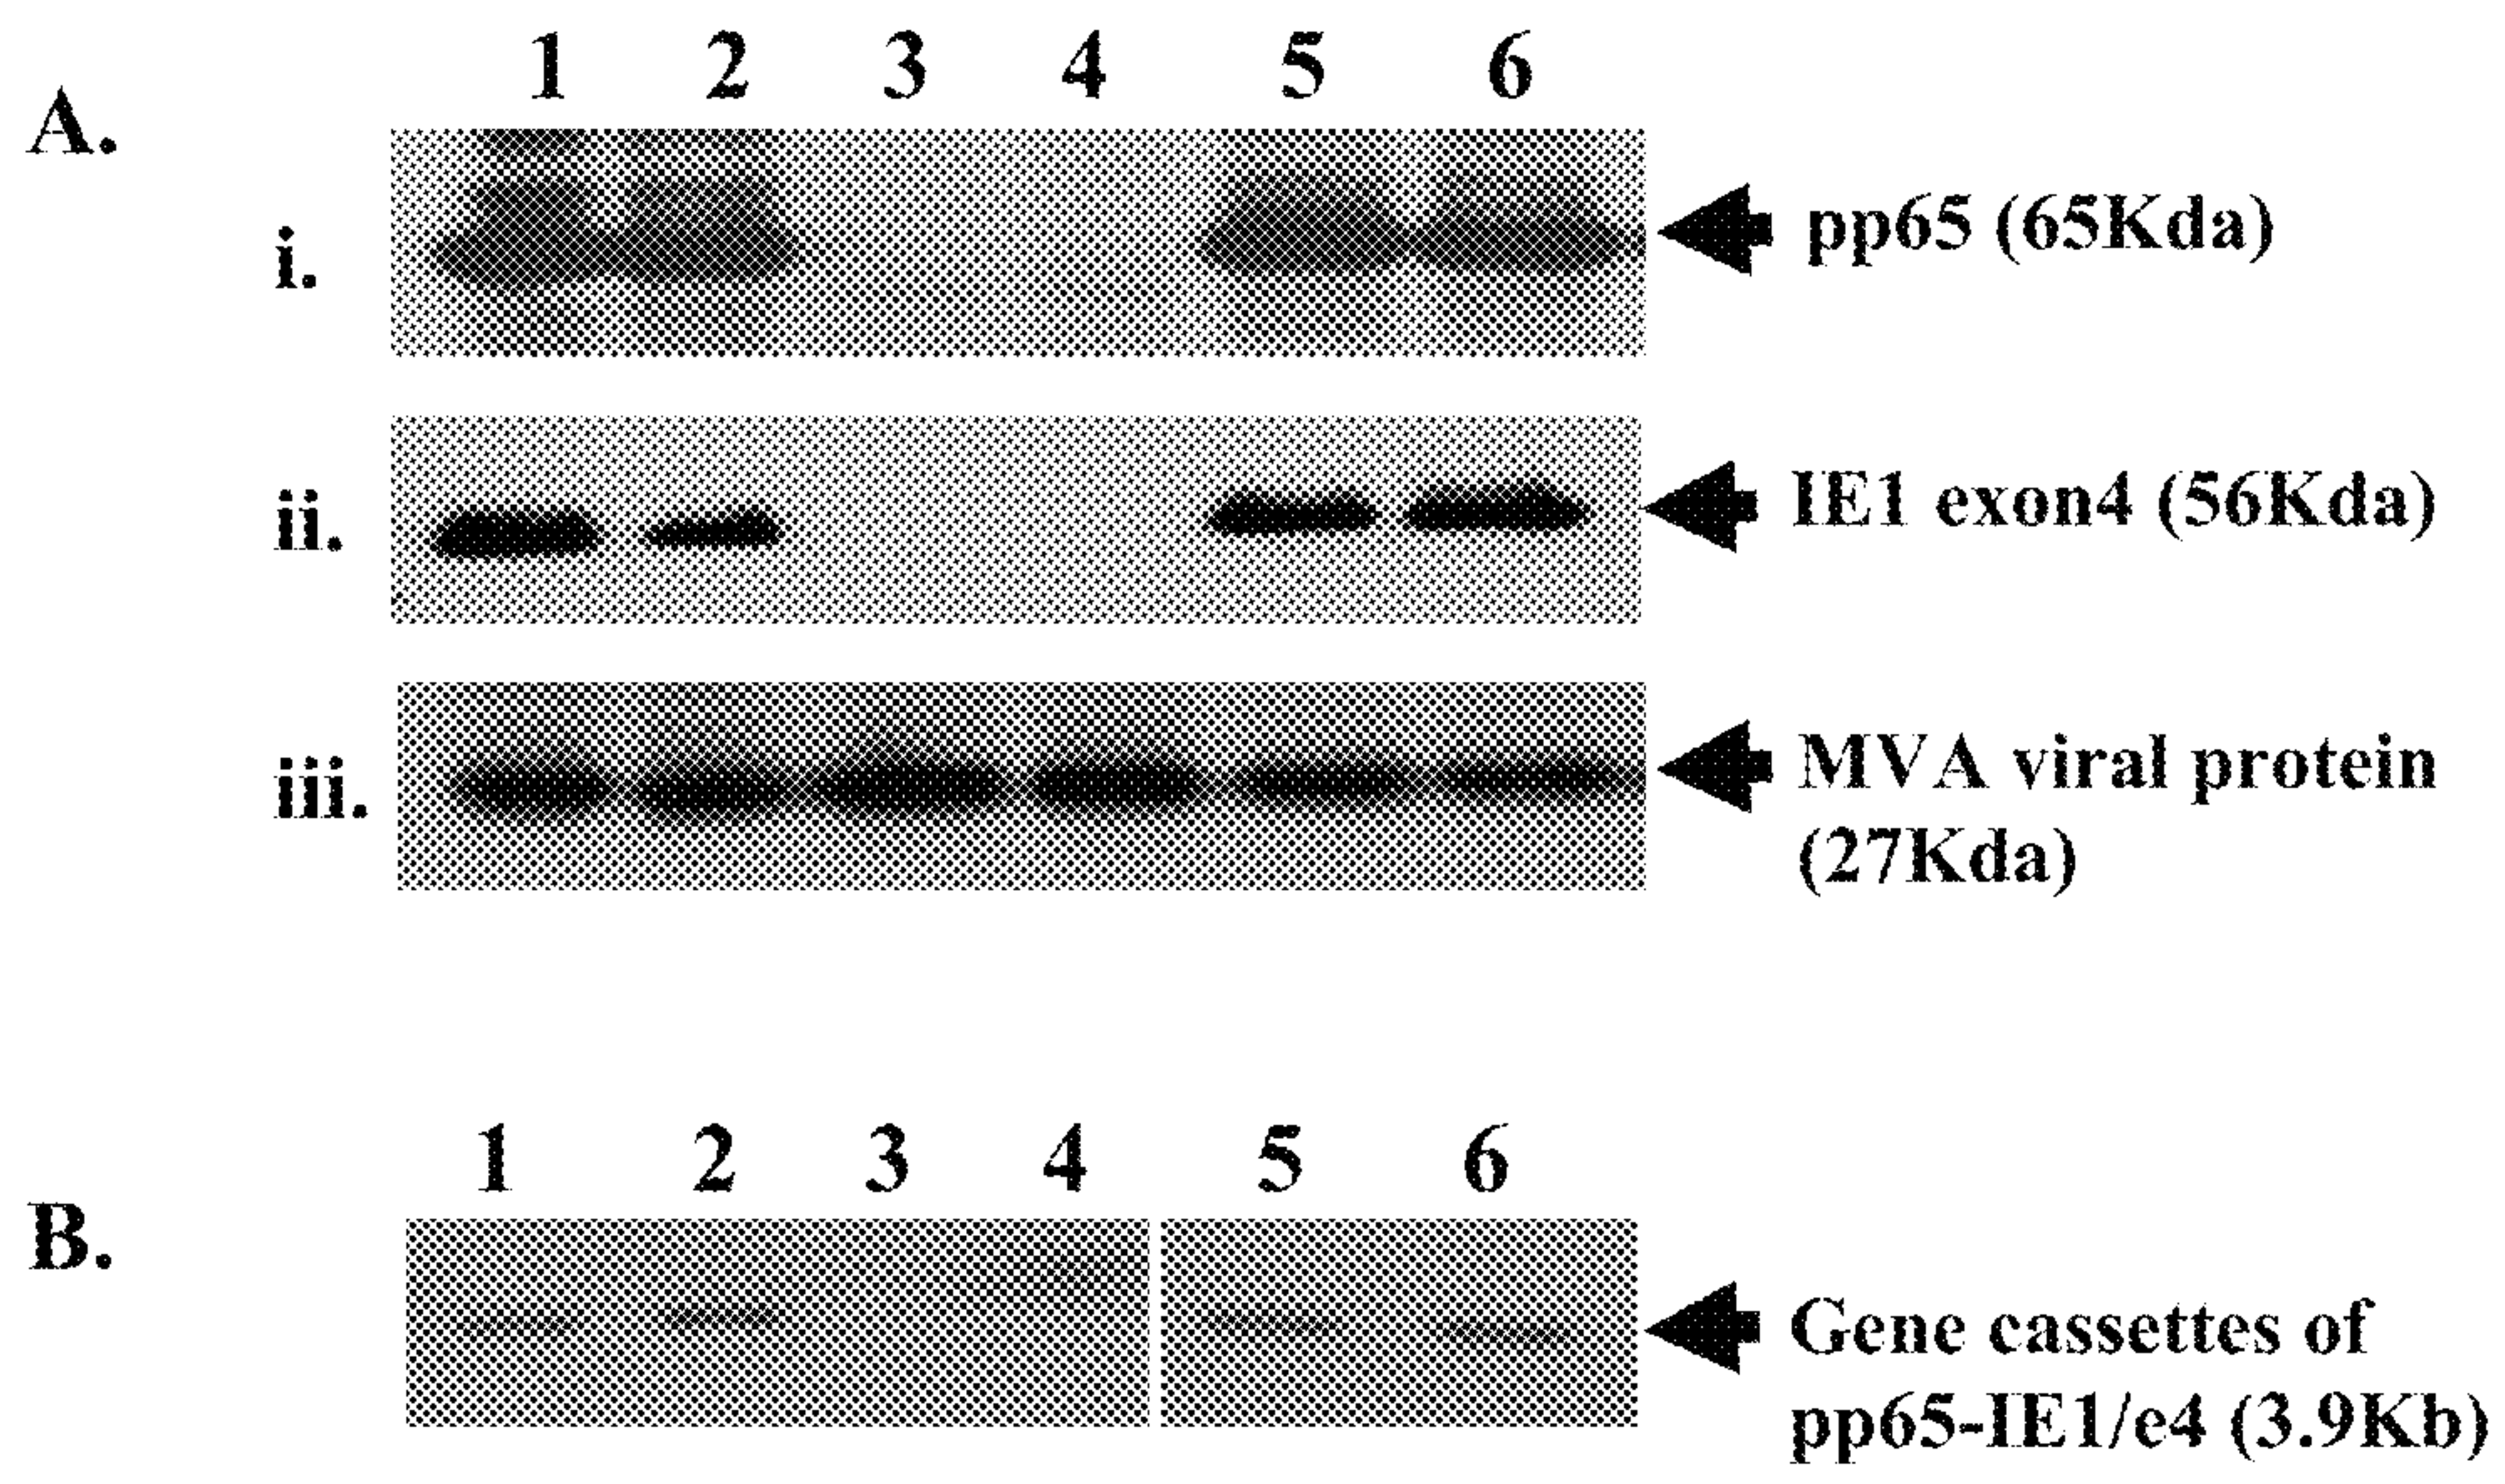 1 2 3 4 5 6
A.
i.
pp65 (65Kda)
ii.
IE1 exon4 (56Kda)
iii.
MVA viral protein
(27Kda)
1 2 3 4 5 6
B.
Gene cassettes of
pp65-IE1/e4 (3.9Kb)